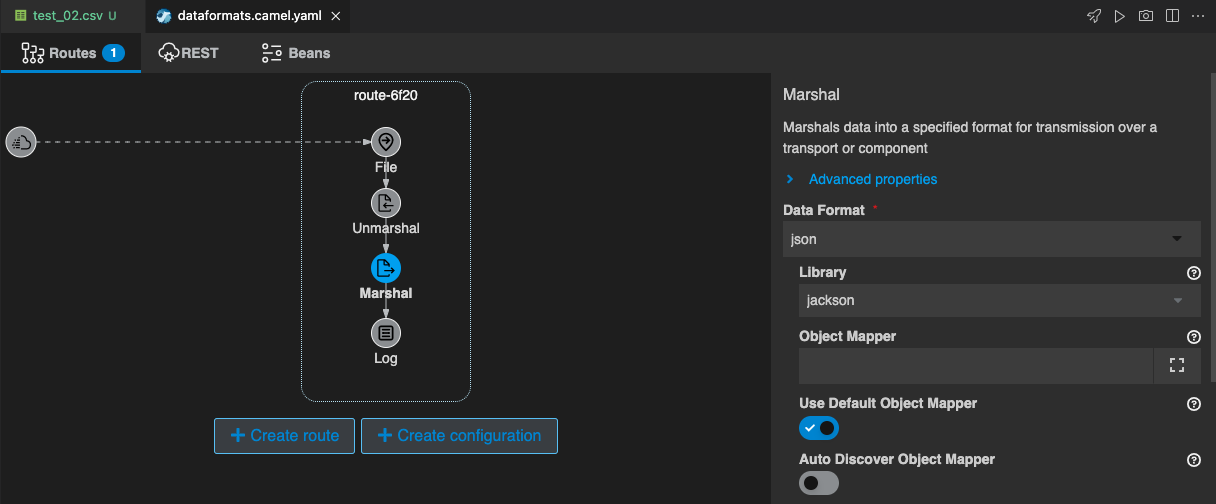 test_02.csv U
dataformats.camel.yaml
Routes 1
REST
Beans
route-6f20
File
Unmarshal
Marshal
Log
Create route
Create configuration
Marshal
Marshals data into a specified format for transmission over a
transport or component
Advanced properties
Data Format *
json
Library
jackson
Object Mapper
Use Default Object Mapper
Auto Discover Object Mapper